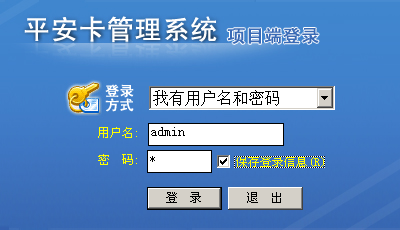 平安卡管理系统 项目端登录
登录方式
我有用户名和密码
用户名: admin
密 码: * 保存登录信息(R)
登 录 退 出